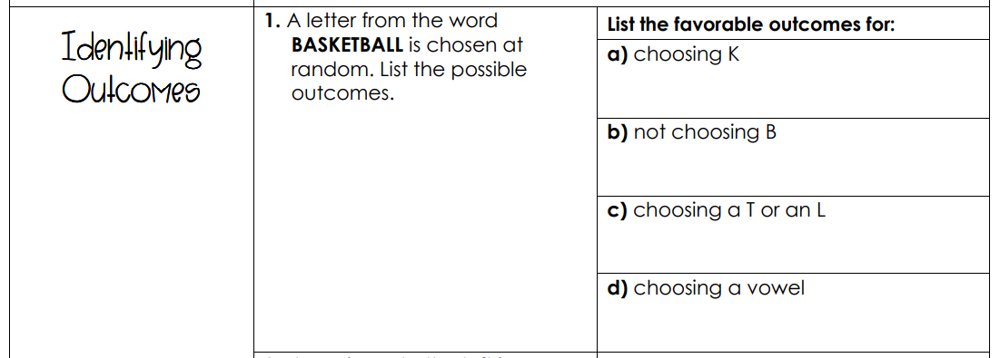 Identifying
Outcomes
1. A letter from the word
BASKETBALL is chosen at
random. List the possible
outcomes.
List the favorable outcomes for:
a) choosing K
b) not choosing B
c) choosing a T or an L
d) choosing a vowel